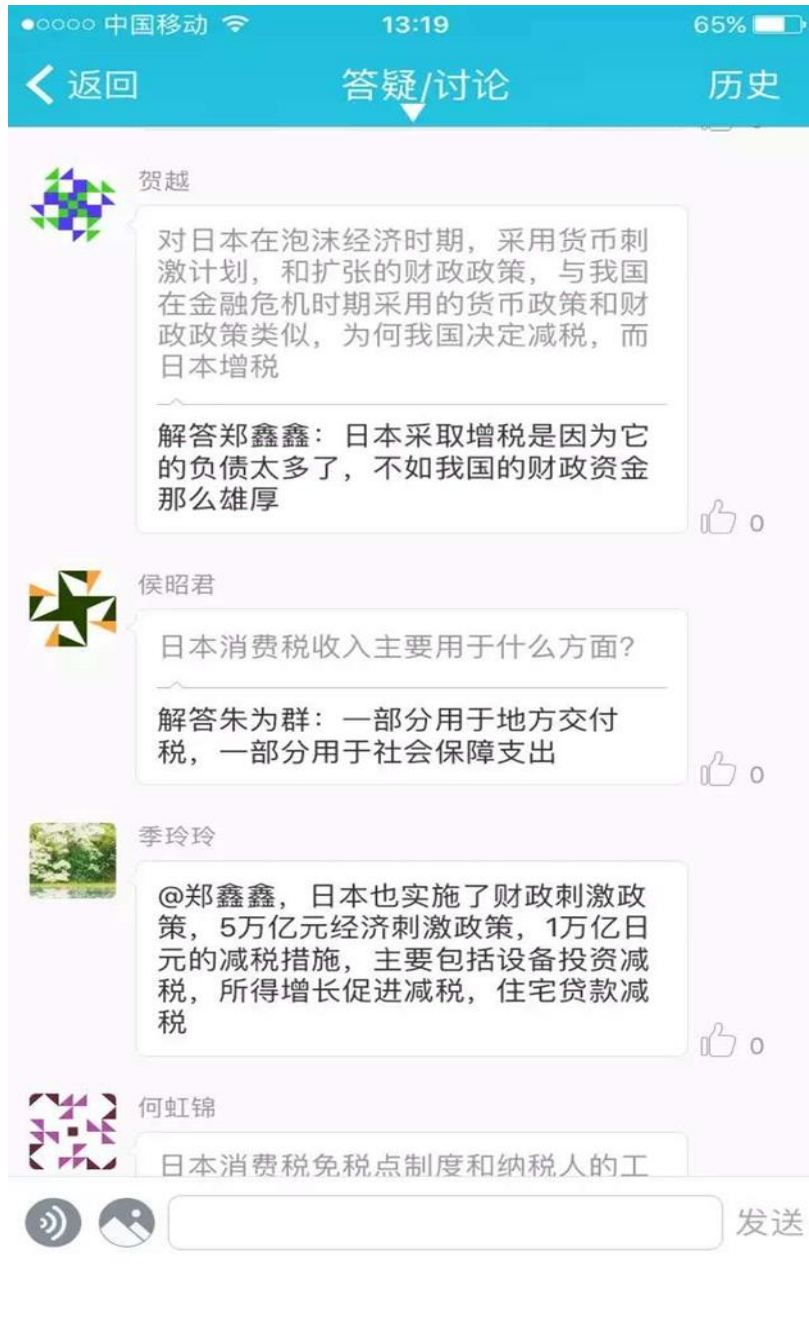 中国移动 13:19 65%
返回 答疑/讨论 历史
贺越
对日本在泡沫经济时期，采用货币刺
激计划，和扩张的财政政策，与我国
在金融危机时期采用的货币政策和财
政政策类似，为何我国决定减税，而
日本增税
解答郑鑫鑫：日本采取增税是因为它
的负债太多了，不如我国的财政资金
那么雄厚
0
侯昭君
日本消费税收入主要用于什么方面?
解答朱为群：一部分用于地方交付
税，一部分用于社会保障支出
0
季玲玲
@郑鑫鑫，日本也实施了财政刺激政
策，5万亿元经济刺激政策，1万亿日
元的减税措施，主要包括设备投资减
税，所得增长促进减税，住宅贷款减
税
0
何虹锦
日本消费税免税点制度和纳税人的工
发送